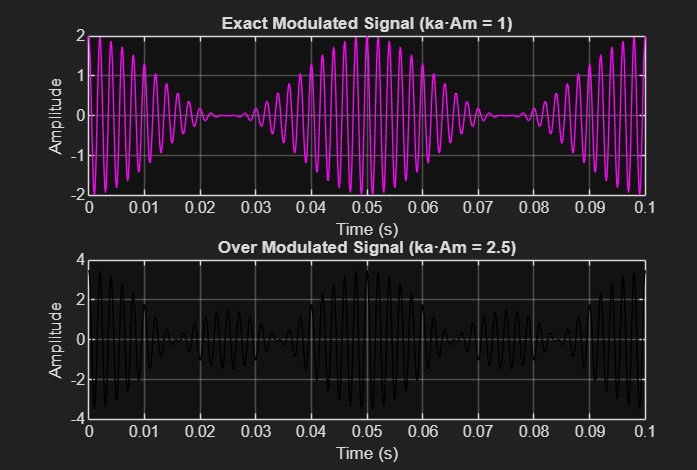 Exact Modulated Signal (ka·Am = 1)
2
1
0
-1
-2
Amplitude
0 0.01 0.02 0.03 0.04 0.05 0.06 0.07 0.08 0.09 0.1
Time (s)
Over Modulated Signal (ka·Am = 2.5)
4
2
0
-2
-4
Amplitude
0 0.01 0.02 0.03 0.04 0.05 0.06 0.07 0.08 0.09 0.1
Time (s)